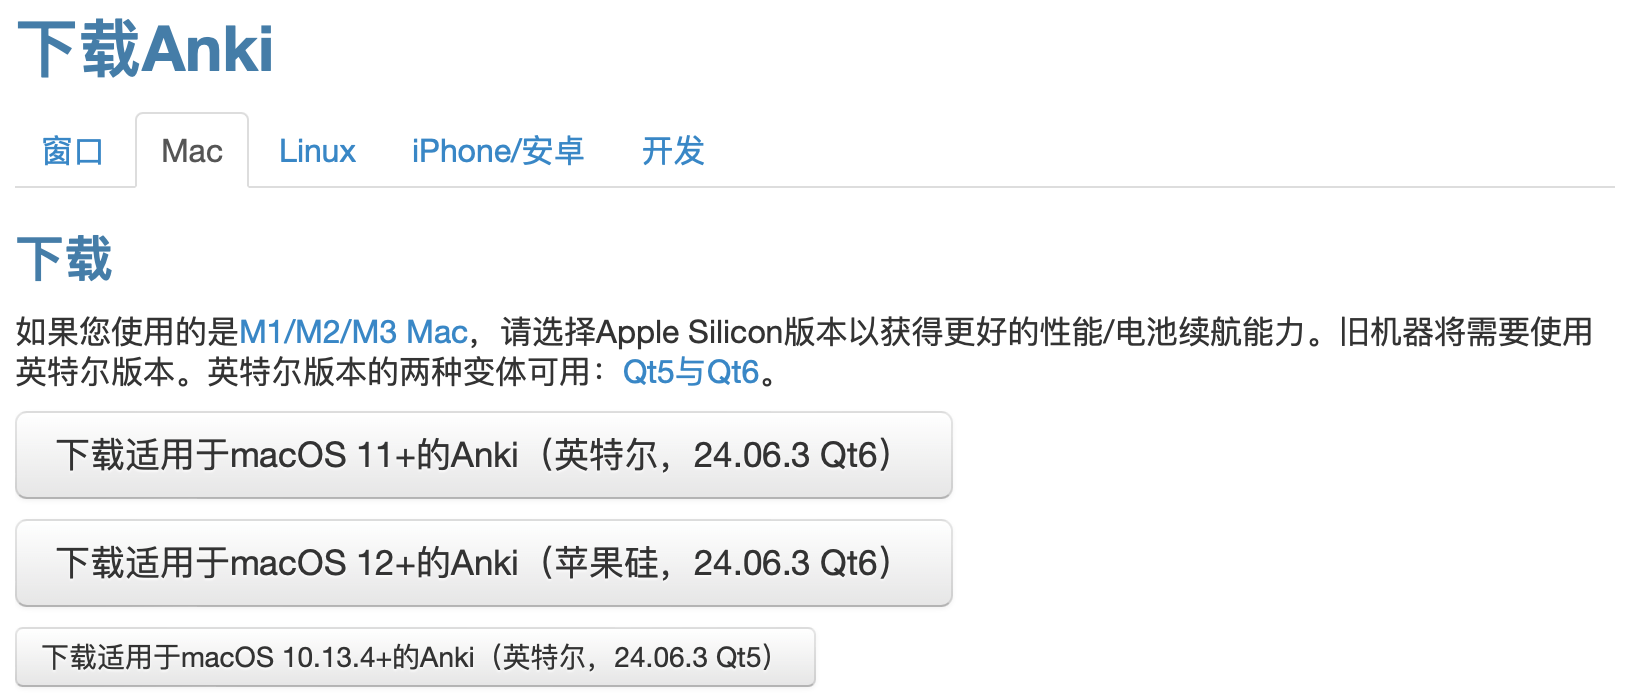 下载Anki
窗口 Mac Linux iPhone/安卓 开发
下载
如果您使用的是M1/M2/M3 Mac，请选择Apple Silicon版本以获得更好的性能/电池续航能力。旧机器将需要使用
英特尔版本。英特尔版本的两种变体可用：Qt5与Qt6。
下载适用于macOS 11+的Anki（英特尔，24.06.3 Qt6）
下载适用于macOS 12+的Anki（苹果硅，24.06.3 Qt6）
下载适用于macOS 10.13.4+的Anki（英特尔，24.06.3 Qt5）